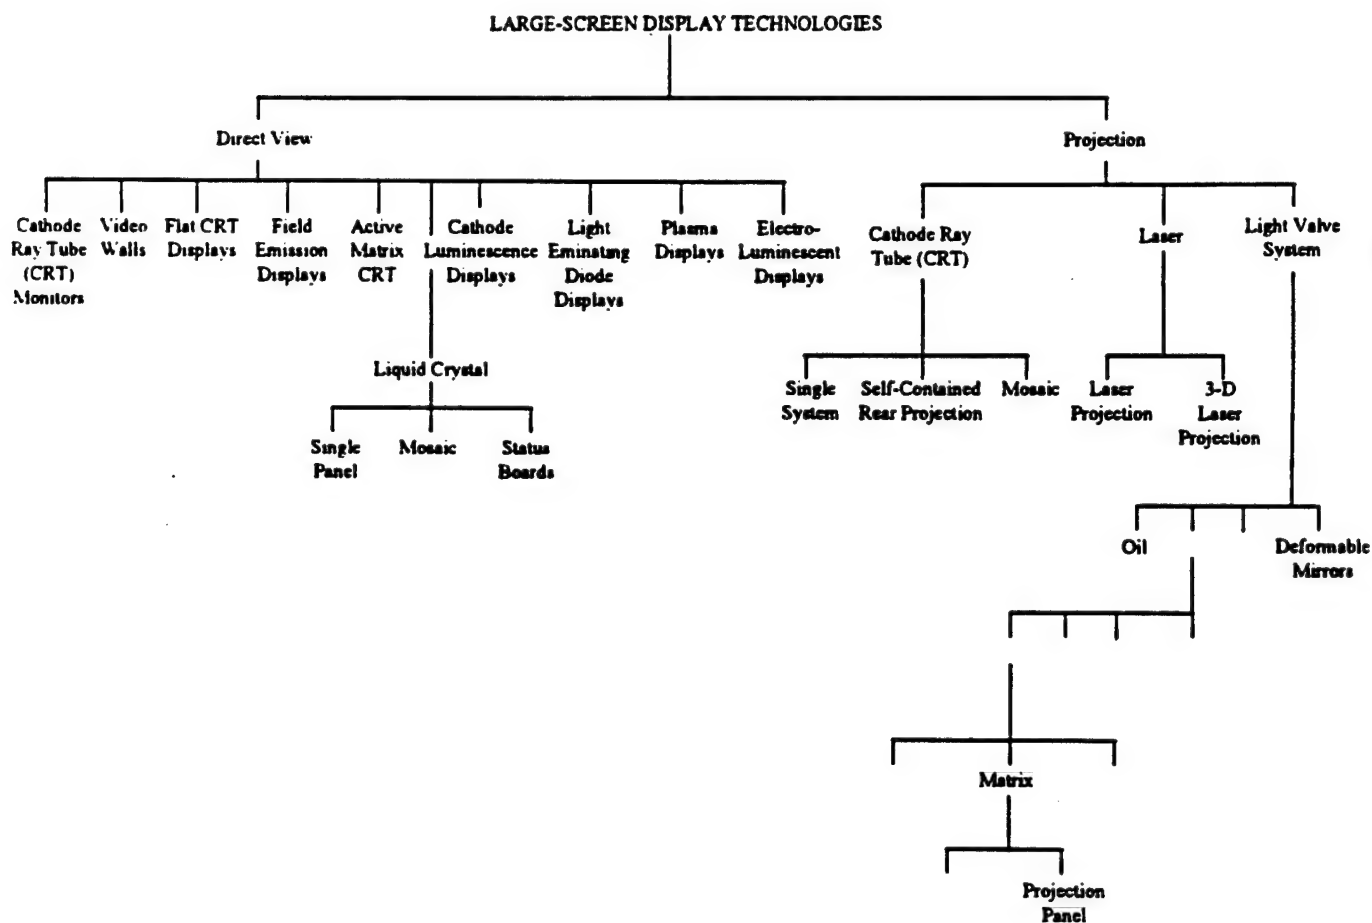 LARGE-SCREEN DISPLAY TECHNOLOGIES
Direct View
Projection
Cathode
Ray Tube
(CRT)
Monitors
Video
Walls
Flat CRT
Displays
Field
Emission
Displays
Active
Matrix
CRT
Cathode
Luminescence
Displays
Light
Eminating
Diode
Displays
Plasma
Displays
Electro-
Luminescent
Displays
Cathode Ray
Tube (CRT)
Laser
Light Valve
System
Liquid Crystal
Single
Panel
Mosaic
Status
Boards
Single
System
Self-Contained
Rear Projection
Mosaic
Laser
Projection
3-D
Laser
Projection
Oil
Deformable
Mirrors
Matrix
Projection
Panel